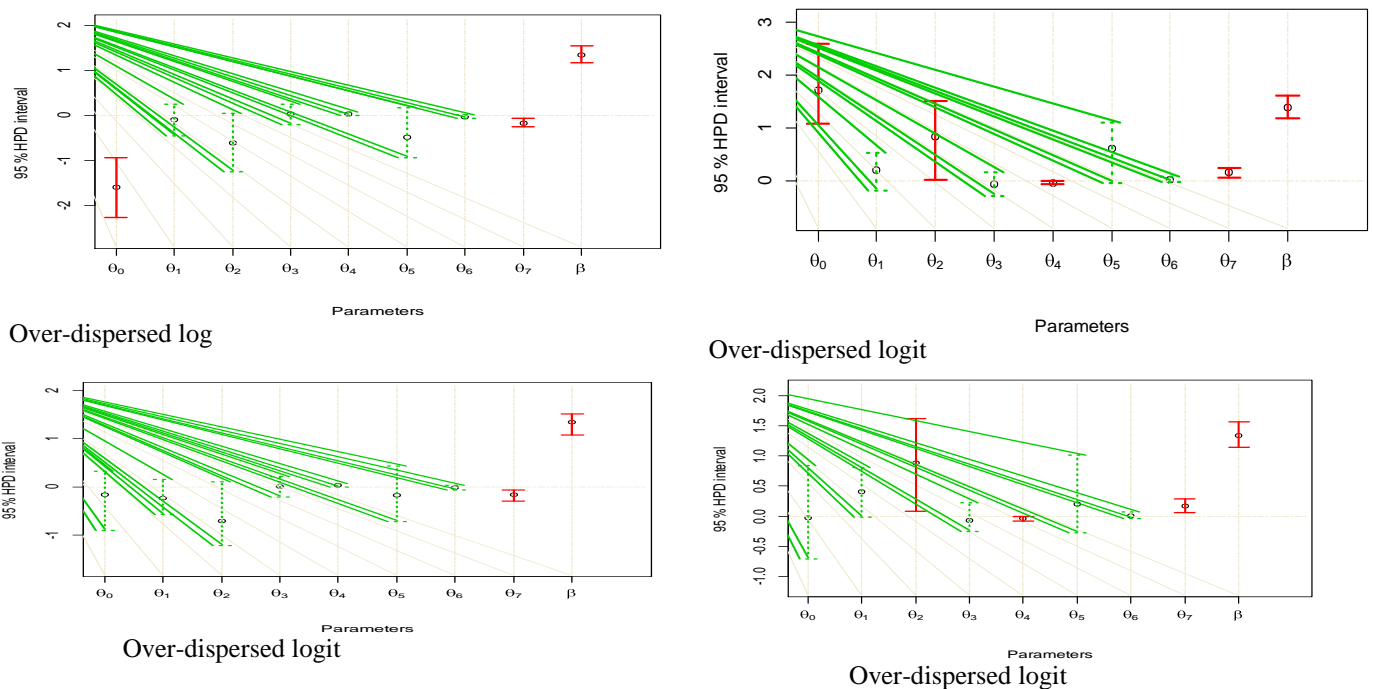 2
1
0
-1
-2
95 % HPD interval
θ0 θ1 θ2 θ3 θ4 θ5 θ6 θ7 β
Parameters
Over-dispersed log
3
2
1
0
95 % HPD interval
θ0 θ1 θ2 θ3 θ4 θ5 θ6 θ7 β
Parameters
Over-dispersed logit
2
1
0
-1
95 % HPD interval
θ0 θ1 θ2 θ3 θ4 θ5 θ6 θ7 β
Parameters
Over-dispersed logit
2.0
1.5
1.0
0.5
0.0
-0.5
-1.0
95 % HPD interval
θ0 θ1 θ2 θ3 θ4 θ5 θ6 θ7 β
Parameters
Over-dispersed logit